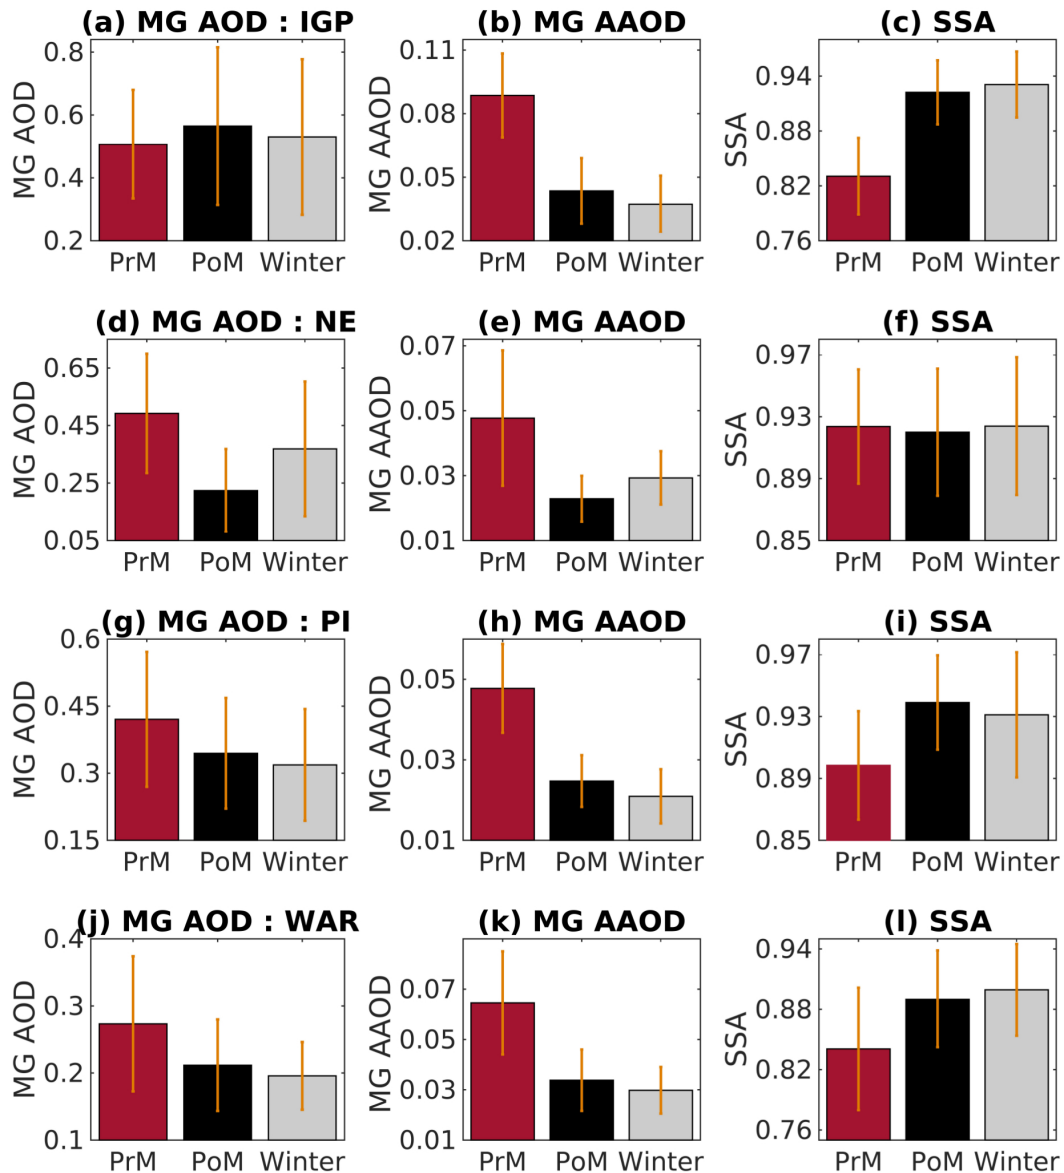 (a) MG AOD : IGP
MG AOD
0.8
0.6
0.4
0.2
PrM PoM Winter
(b) MG AAOD
MG AAOD
0.11
0.08
0.05
0.02
PrM PoM Winter
(c) SSA
SSA
0.94
0.88
0.82
0.76
PrM PoM Winter
(d) MG AOD : NE
MG AOD
0.65
0.45
0.25
0.05
PrM PoM Winter
(e) MG AAOD
MG AAOD
0.07
0.05
0.03
0.01
PrM PoM Winter
(f) SSA
SSA
0.97
0.93
0.89
0.85
PrM PoM Winter
(g) MG AOD : PI
MG AOD
0.6
0.45
0.3
0.15
PrM PoM Winter
(h) MG AAOD
MG AAOD
0.05
0.03
0.01
PrM PoM Winter
(i) SSA
SSA
0.97
0.93
0.89
0.85
PrM PoM Winter
(j) MG AOD : WAR
MG AOD
0.4
0.3
0.2
0.1
PrM PoM Winter
(k) MG AAOD
MG AAOD
0.07
0.05
0.03
0.01
PrM PoM Winter
(l) SSA
SSA
0.94
0.88
0.82
0.76
PrM PoM Winter